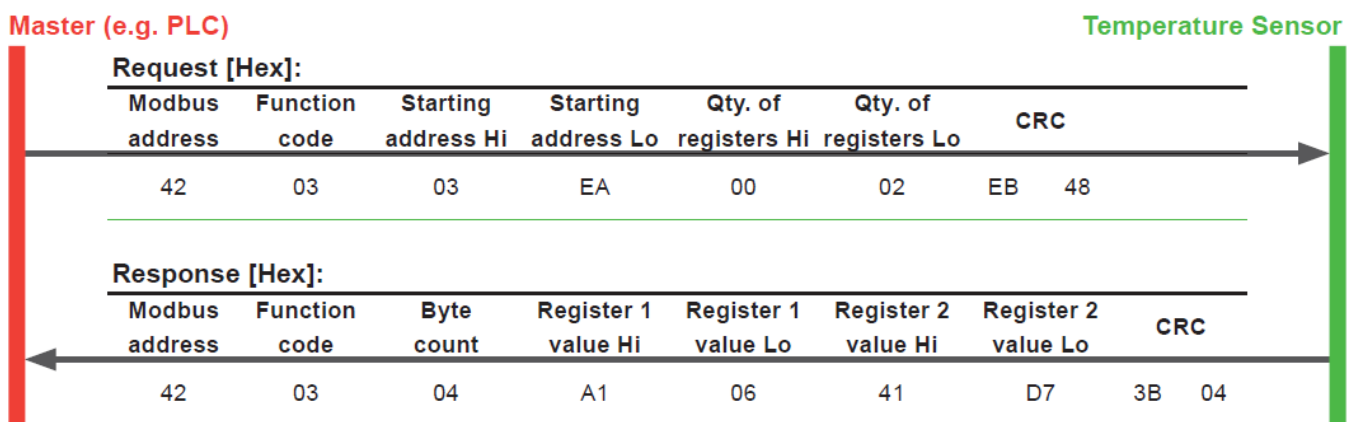 Master (e.g. PLC) Temperature Sensor
Request [Hex]:
Modbus Function Starting Starting Qty. of Qty. of
address code address Hi address Lo registers Hi registers Lo CRC
42 03 03 EA 00 02 EB 48
Response [Hex]:
Modbus Function Byte Register 1 Register 1 Register 2 Register 2
address code count value Hi value Lo value Hi value Lo CRC
42 03 04 A1 06 41 D7 3B 04